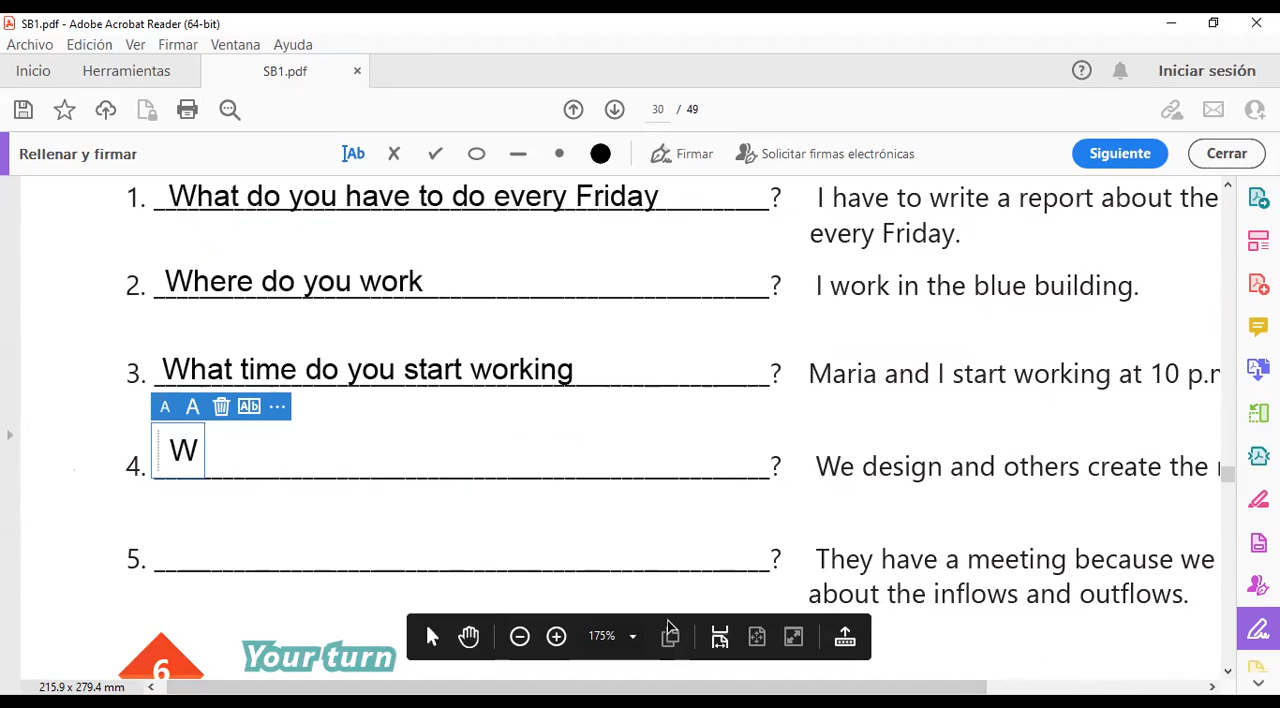 SB1.pdf - Adobe Acrobat Reader (64-bit)
Archivo Edición Ver Firmar Ventana Ayuda
Inicio Herramientas SB1.pdf Iniciar sesión
30 / 49
Rellenar y firmar Firmar Solicitar firmas electrónicas Siguiente Cerrar
1. What do you have to do every Friday ? I have to write a report about the
every Friday.
2. Where do you work ? I work in the blue building.
3. What time do you start working ? Maria and I start working at 10 p.m
4. W ? We design and others create the
5. ? They have a meeting because we
about the inflows and outflows.
6 Your turn
175%
215.9 x 279.4 mm